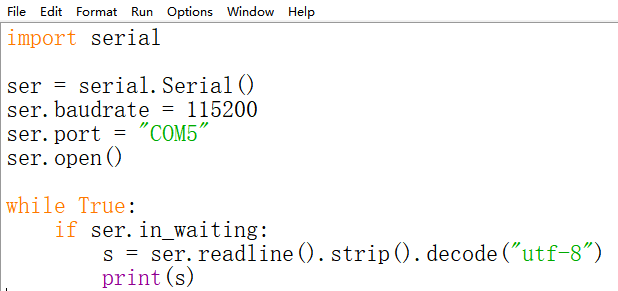 File Edit Format Run Options Window Help
import serial
ser = serial.Serial()
ser.baudrate = 115200
ser.port = "COM5"
ser.open()
while True:
    if ser.in_waiting:
        s = ser.readline().strip().decode("utf-8")
        print(s)